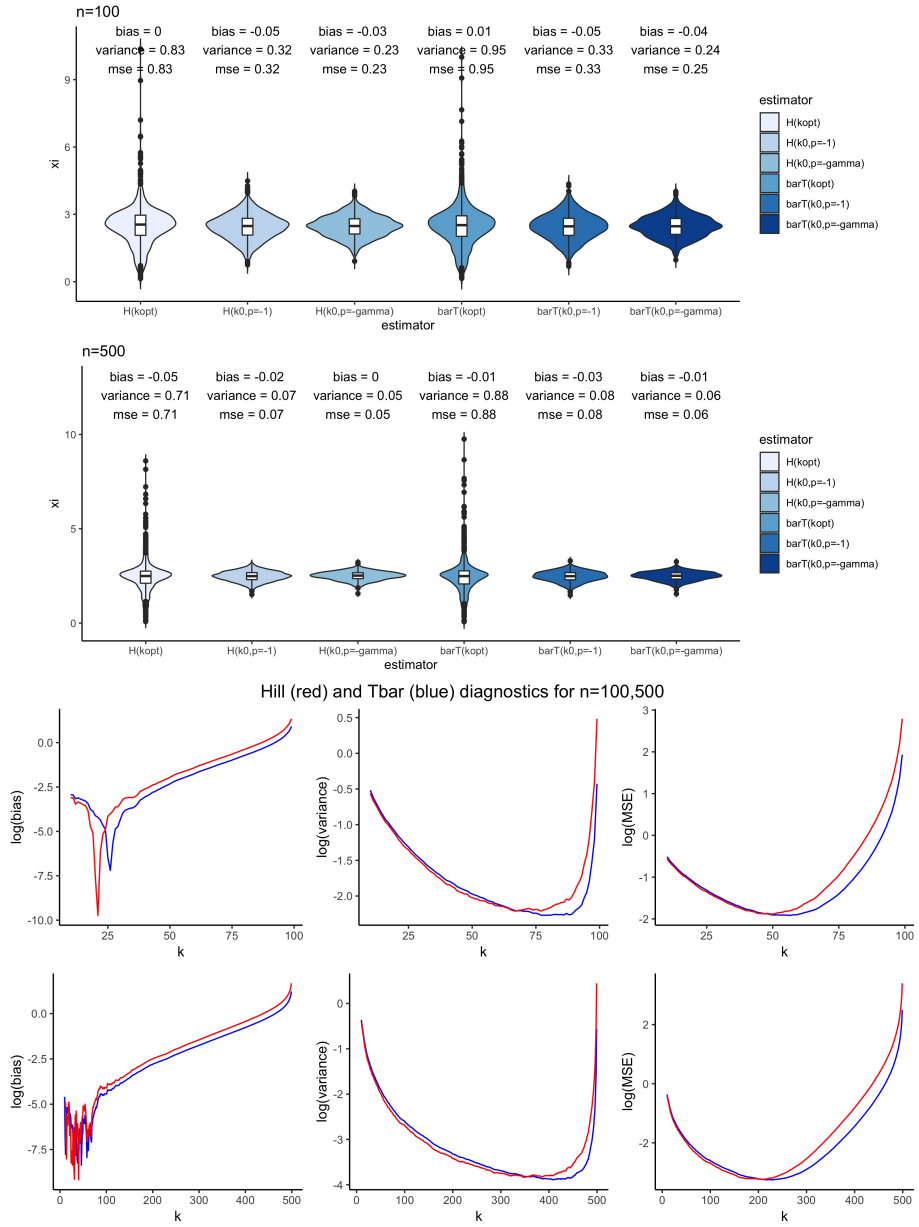 n=100
bias = 0 bias = -0.05 bias = -0.03 bias = 0.01 bias = -0.05 bias = -0.04
variance = 0.83 variance = 0.32 variance = 0.23 variance = 0.95 variance = 0.33 variance = 0.24
mse = 0.83 mse = 0.32 mse = 0.23 mse = 0.95 mse = 0.33 mse = 0.25
9
6
3
0
xi
H(kopt) H(k0,p=-1) H(k0,p=-gamma) barT(kopt) barT(k0,p=-1) barT(k0,p=-gamma)
estimator
estimator
H(kopt)
H(k0,p=-1)
H(k0,p=-gamma)
barT(kopt)
barT(k0,p=-1)
barT(k0,p=-gamma)
n=500
bias = -0.05 bias = -0.02 bias = 0 bias = -0.01 bias = -0.03 bias = -0.01
variance = 0.71 variance = 0.07 variance = 0.05 variance = 0.88 variance = 0.08 variance = 0.06
mse = 0.71 mse = 0.07 mse = 0.05 mse = 0.88 mse = 0.08 mse = 0.06
10
5
0
xi
H(kopt) H(k0,p=-1) H(k0,p=-gamma) barT(kopt) barT(k0,p=-1) barT(k0,p=-gamma)
estimator
estimator
H(kopt)
H(k0,p=-1)
H(k0,p=-gamma)
barT(kopt)
barT(k0,p=-1)
barT(k0,p=-gamma)
Hill (red) and Tbar (blue) diagnostics for n=100,500
log(bias)
0.0
-2.5
-5.0
-7.5
-10.0
25 50 75 100
k
log(variance)
0.5
0.0
-0.5
-1.0
-1.5
-2.0
25 50 75 100
k
log(MSE)
3
2
1
0
-1
-2
25 50 75 100
k
log(bias)
0.0
-2.5
-5.0
-7.5
0 100 200 300 400 500
k
log(variance)
0
-1
-2
-3
-4
0 100 200 300 400 500
k
log(MSE)
2
0
-2
0 100 200 300 400 500
k